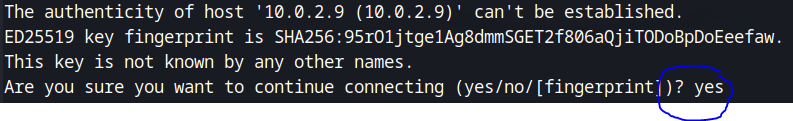 The authenticity of host '10.0.2.9 (10.0.2.9)' can't be established.
ED25519 key fingerprint is SHA256:95rO1jtge1Ag8dmmSGET2f806aQjiTODoBpDoEeefaw.
This key is not known by any other names.
Are you sure you want to continue connecting (yes/no/[fingerprint])? yes